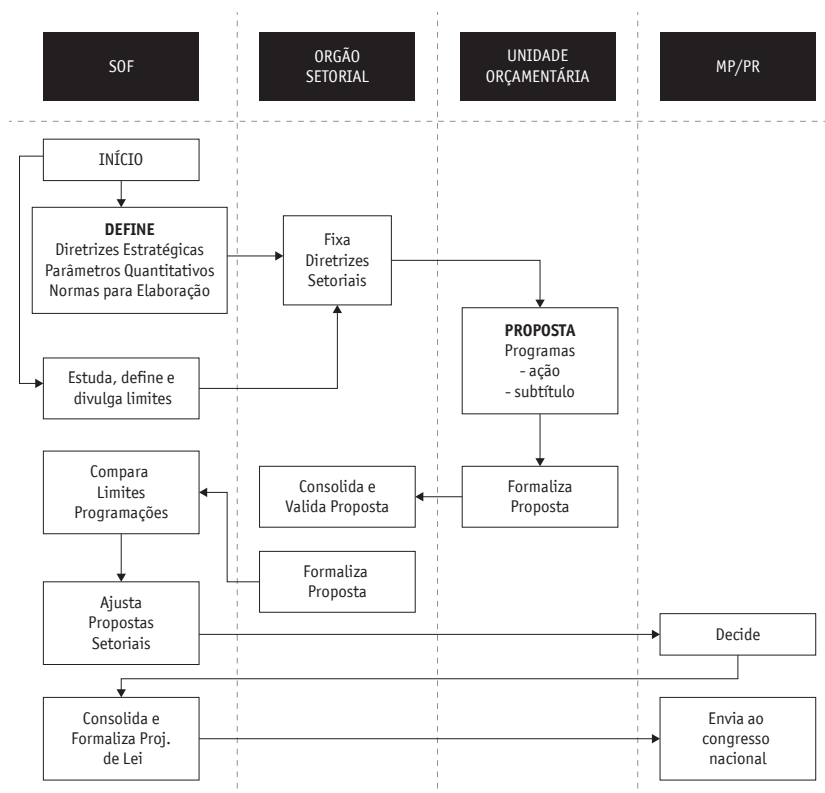 SOF
ORGÃO
SETORIAL
UNIDADE
ORÇAMENTÁRIA
MP/PR
INÍCIO
DEFINE
Diretrizes Estratégicas
Parâmetros Quantitativos
Normas para Elaboração
Fixa
Diretrizes
Setoriais
PROPOSTA
Programas
- ação
- subtítulo
Estuda, define e
divulga limites
Compara
Limites
Programações
Consolida e
Valida Proposta
Formaliza
Proposta
Formaliza
Proposta
Ajusta
Propostas
Setoriais
Decide
Consolida e
Formaliza Proj.
de Lei
Envia ao
congresso
nacional